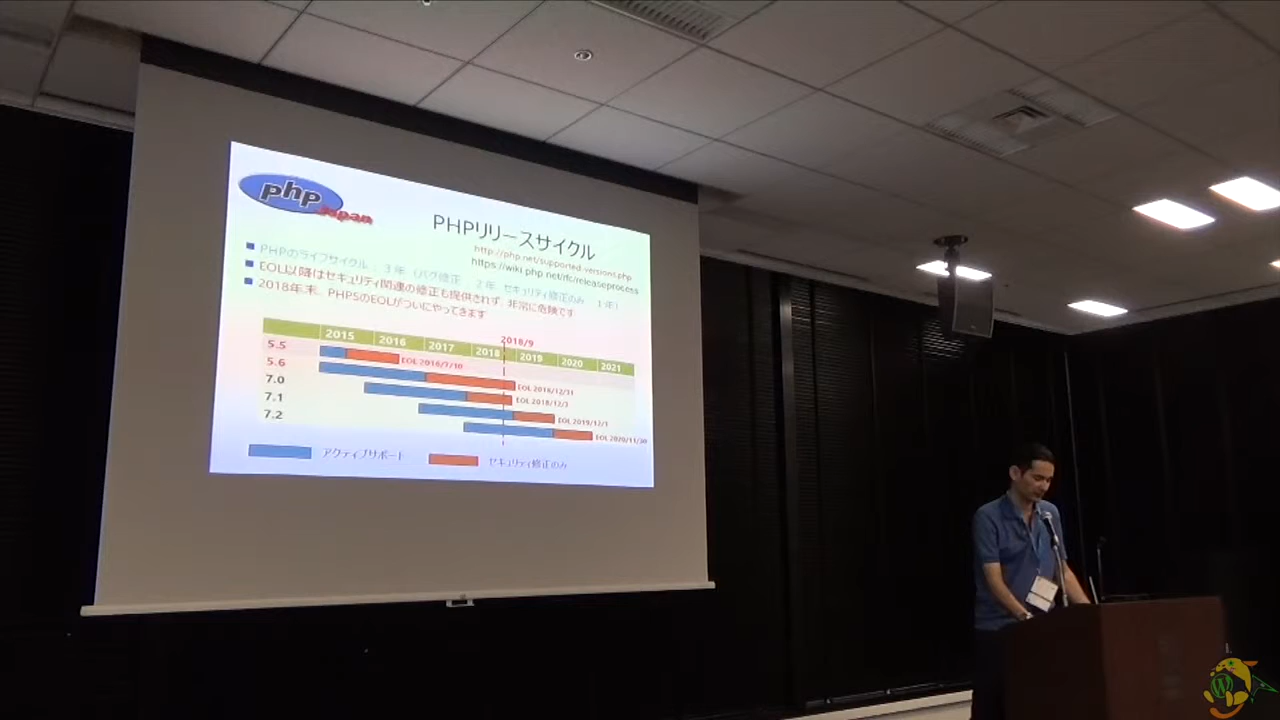 php
Japan
PHPリリースサイクル
http://php.net/supported-versions.php
https://wiki.php.net/rfc/releaseprocess
PHPのライフサイクル：3年（バグ修正：2年 セキュリティ修正のみ：1年）
EOL以降はセキュリティ関連の修正も提供されず、非常に危険です
2018年末、PHP5のEOLがついにやってきます
2018/9
2015 2016 2017 2018 2019 2020 2021
5.5 EOL 2016/7/10
5.6 EOL 2018/12/31
7.0 EOL 2018/12/3
7.1 EOL 2019/12/1
7.2 EOL 2020/11/30
アクティブサポート セキュリティ修正のみ